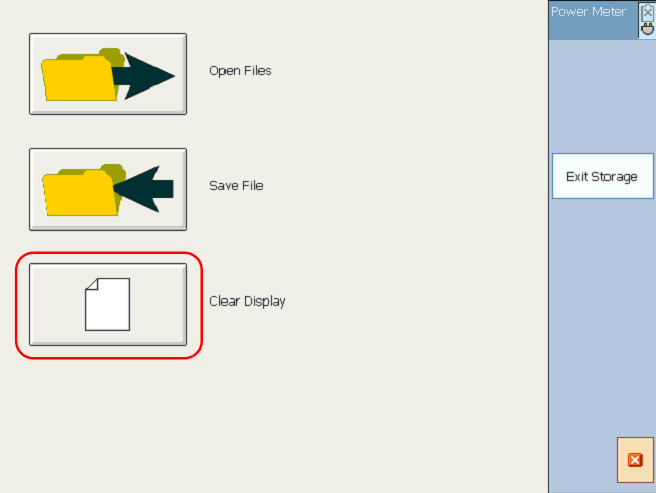 Power Meter
Open Files
Save File
Exit Storage
Clear Display